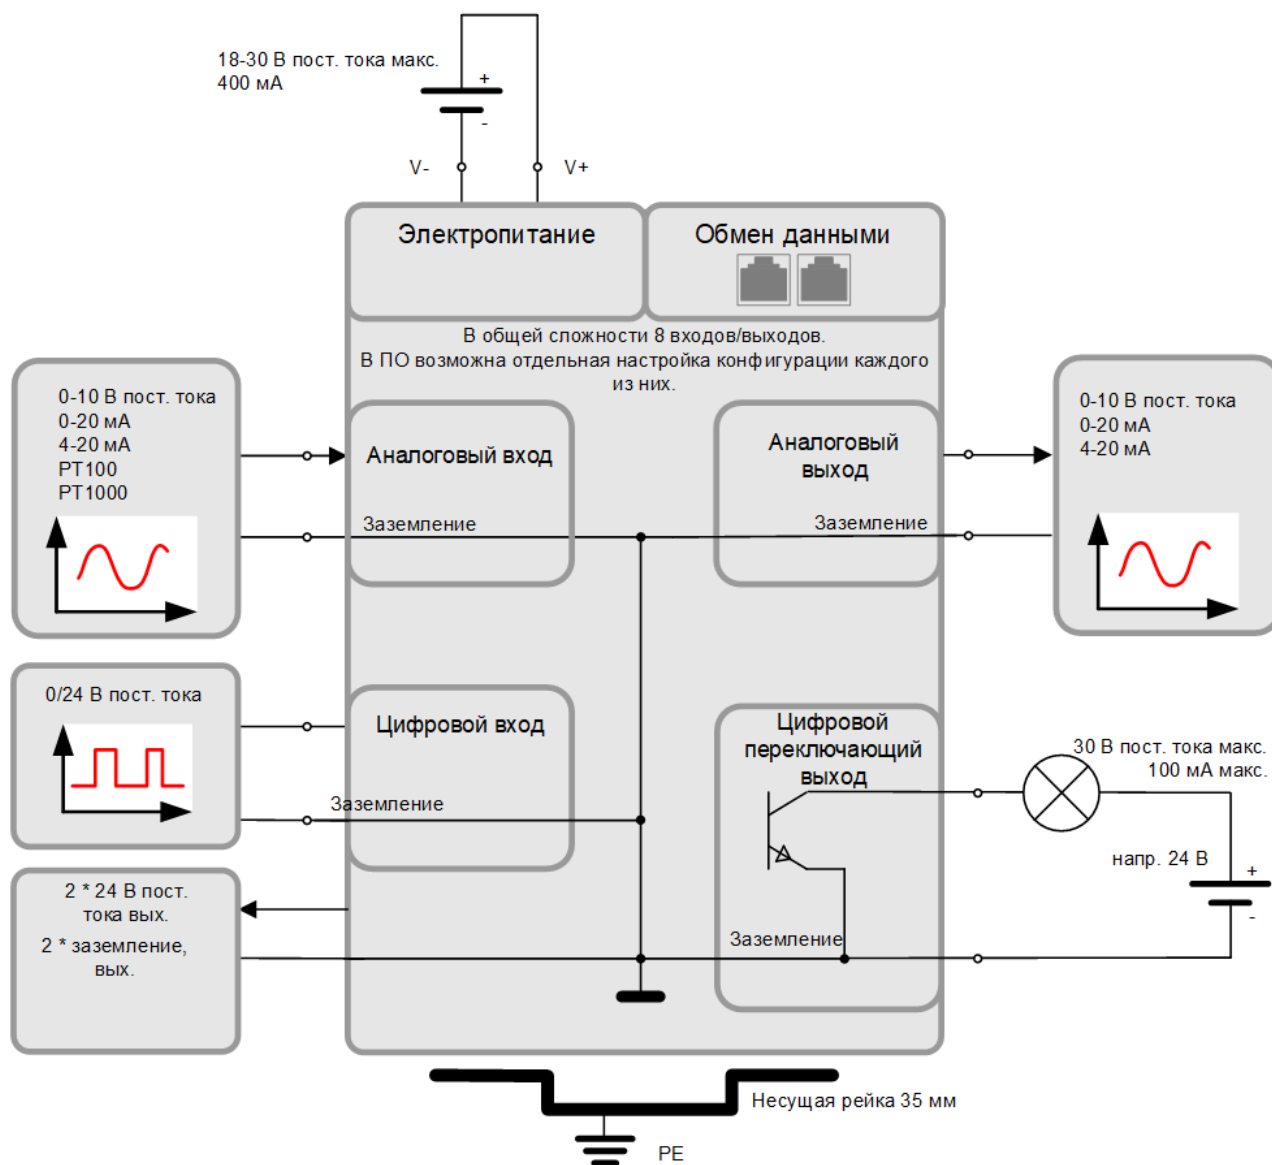 18-30 В пост. тока макс.
400 мА
+
-
V-
V+
Электропитание
Обмен данными
В общей сложности 8 входов/выходов.
В ПО возможна отдельная настройка конфигурации каждого
из них.
0-10 В пост. тока
0-20 мА
4-20 мА
PT100
PT1000
Аналоговый вход
Заземление
Аналоговый
выход
Заземление
0-10 В пост. тока
0-20 мА
4-20 мА
0/24 В пост. тока
Цифровой вход
Заземление
Цифровой
переключающий
выход
30 В пост. тока макс.
100 мА макс.
напр. 24 В
+
-
2 * 24 В пост.
тока вых.
2 * заземление,
вых.
Заземление
Несущая рейка 35 мм
PE